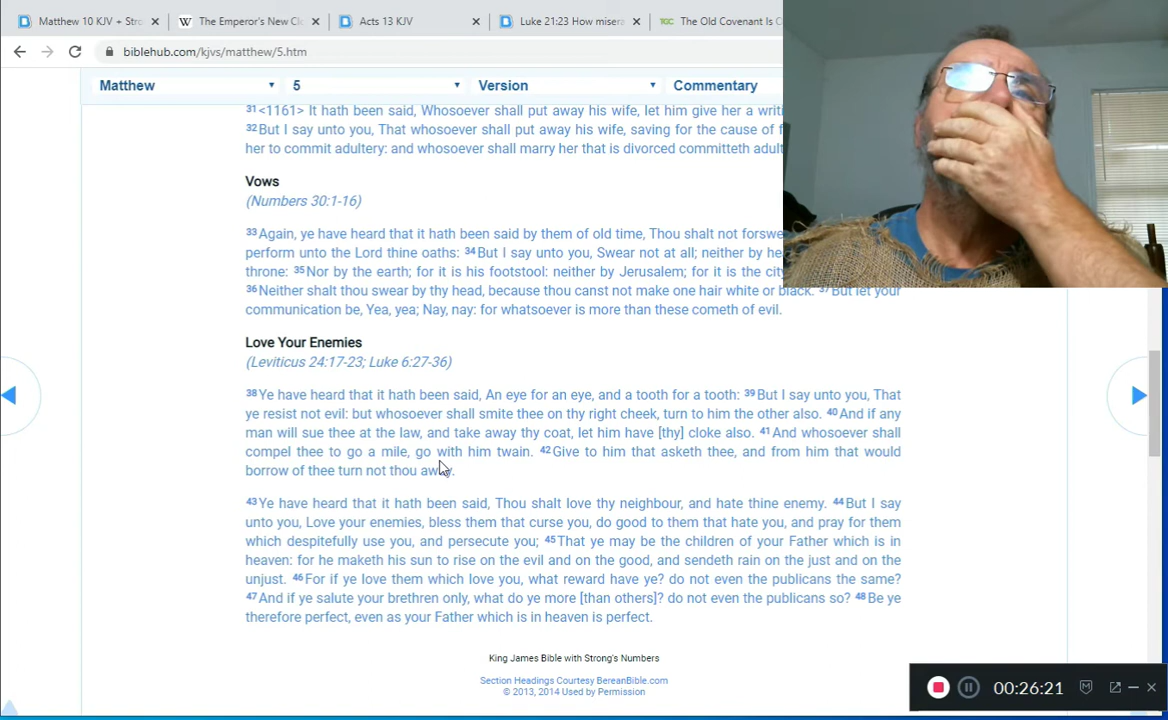 Matthew 10 KJV + Stro
The Emperor's New Cl
Acts 13 KJV
Luke 21:23 How misera
TGC The Old Covenant Is
biblehub.com/kjvs/matthew/5.htm
Matthew 5 Version Commentary
31 <1161> It hath been said, Whosoever shall put away his wife, let him give her a writi
32 But I say unto you, That whosoever shall put away his wife, saving for the cause of f
her to commit adultery: and whosoever shall marry her that is divorced committeth adult
Vows
(Numbers 30:1-16)
33 Again, ye have heard that it hath been said by them of old time, Thou shalt not forswe
perform unto the Lord thine oaths: 34 But I say unto you, Swear not at all; neither by hea
throne: 35 Nor by the earth; for it is his footstool: neither by Jerusalem; for it is the city
36 Neither shalt thou swear by thy head, because thou canst not make one hair white or black. 37 But let your
communication be, Yea, yea; Nay, nay: for whatsoever is more than these cometh of evil.
Love Your Enemies
(Leviticus 24:17-23; Luke 6:27-36)
38 Ye have heard that it hath been said, An eye for an eye, and a tooth for a tooth: 39 But I say unto you, That
ye resist not evil: but whosoever shall smite thee on thy right cheek, turn to him the other also. 40 And if any
man will sue thee at the law, and take away thy coat, let him have [thy] cloke also. 41 And whosoever shall
compel thee to go a mile, go with him twain. 42 Give to him that asketh thee, and from him that would
borrow of thee turn not thou away.
43 Ye have heard that it hath been said, Thou shalt love thy neighbour, and hate thine enemy. 44 But I say
unto you, Love your enemies, bless them that curse you, do good to them that hate you, and pray for them
which despitefully use you, and persecute you; 45 That ye may be the children of your Father which is in
heaven: for he maketh his sun to rise on the evil and on the good, and sendeth rain on the just and on the
unjust. 46 For if ye love them which love you, what reward have ye? do not even the publicans the same?
47 And if ye salute your brethren only, what do ye more [than others]? do not even the publicans so? 48 Be ye
therefore perfect, even as your Father which is in heaven is perfect.
King James Bible with Strong's Numbers
Section Headings Courtesy BereanBible.com
© 2013, 2014 Used by Permission
00:26:21